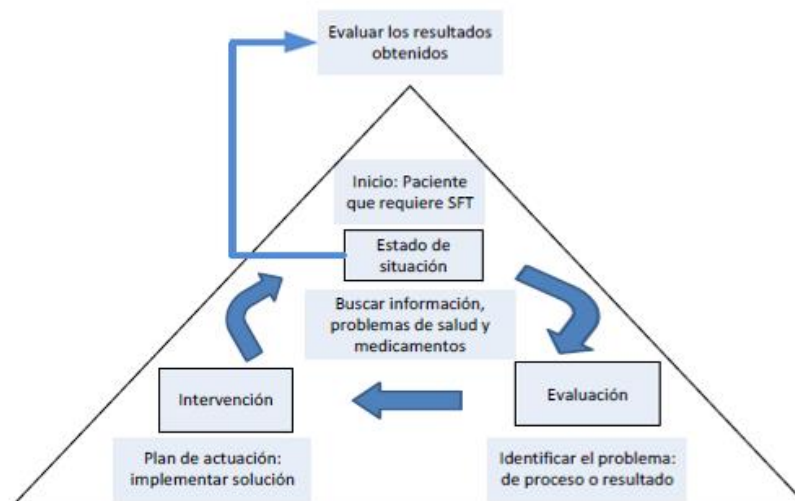 Evaluar los resultados
obtenidos
Inicio: Paciente
que requiere SFT
Estado de
situación
Buscar información,
problemas de salud y
medicamentos
Intervención
Evaluación
Plan de actuación:
implementar solución
Identificar el problema:
de proceso o resultado